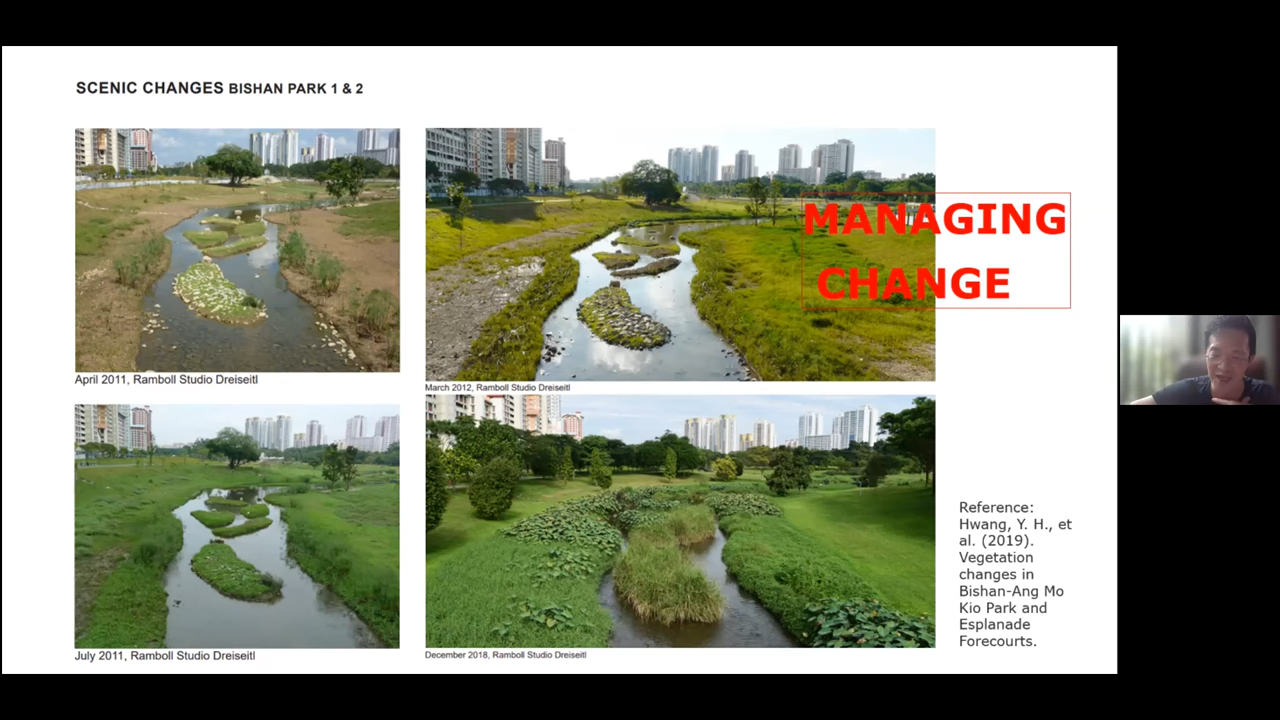 SCENIC CHANGES BISHAN PARK 1 & 2
MANAGING
CHANGE
April 2011, Ramboll Studio Dreiseitl
March 2012, Ramboll Studio Dreiseitl
July 2011, Ramboll Studio Dreiseitl
December 2018, Ramboll Studio Dreiseitl
Reference:
Hwang, Y. H., et
al. (2019).
Vegetation
changes in
Bishan-Ang Mo
Kio Park and
Esplanade
Forecourts.